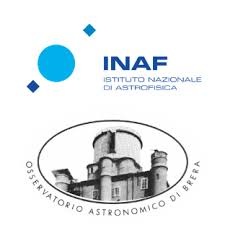 INAF
ISTITUTO NAZIONALE
DI ASTROFISICA
OSSERVATORIO ASTRONOMICO DI BRERA